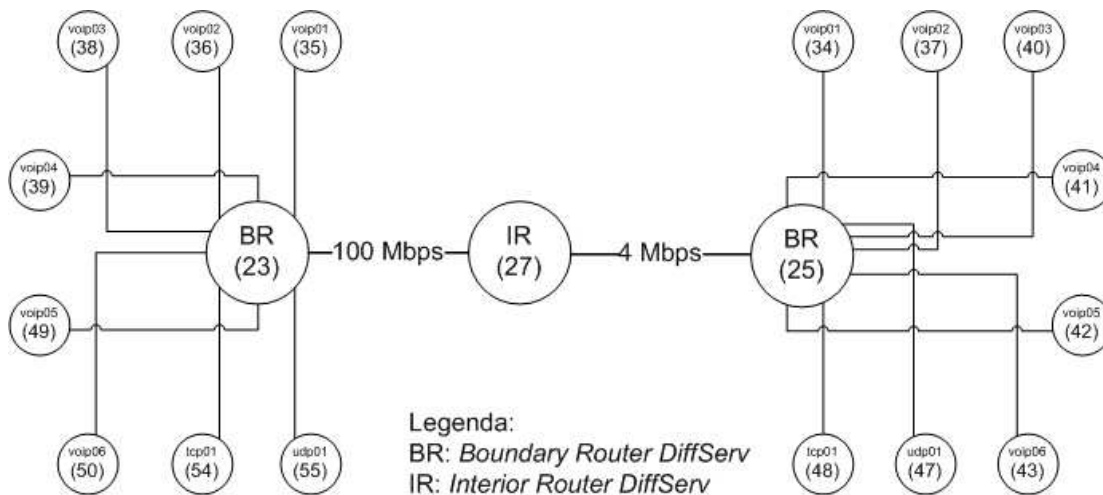 voip03
(38)
voip02
(36)
voip01
(35)
voip01
(34)
voip02
(37)
voip03
(40)
voip04
(39)
voip04
(41)
BR
(23)
100 Mbps
IR
(27)
4 Mbps
BR
(25)
voip05
(49)
voip05
(42)
voip06
(50)
tcp01
(54)
udp01
(55)
Legenda:
BR: Boundary Router DiffServ
IR: Interior Router DiffServ
tcp01
(48)
udp01
(47)
voip06
(43)